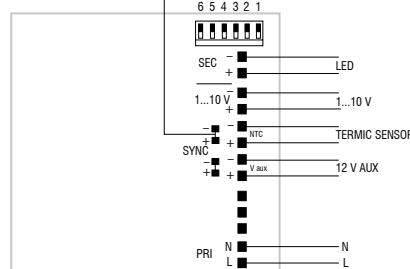 6 5 4 3 2 1
SEC - + LED
1...10 V - + 1...10 V
- + NTC TERMIC SENSOR
- + SYNC - +
- + V aux 12 V AUX
PRI N N
L L